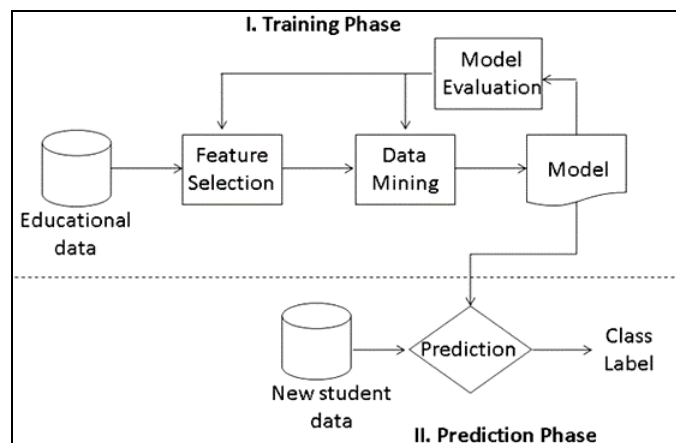 I. Training Phase
Model
Evaluation
Feature
Selection
Data
Mining
Model
Educational
data
Prediction
Class
Label
New student
data
II. Prediction Phase